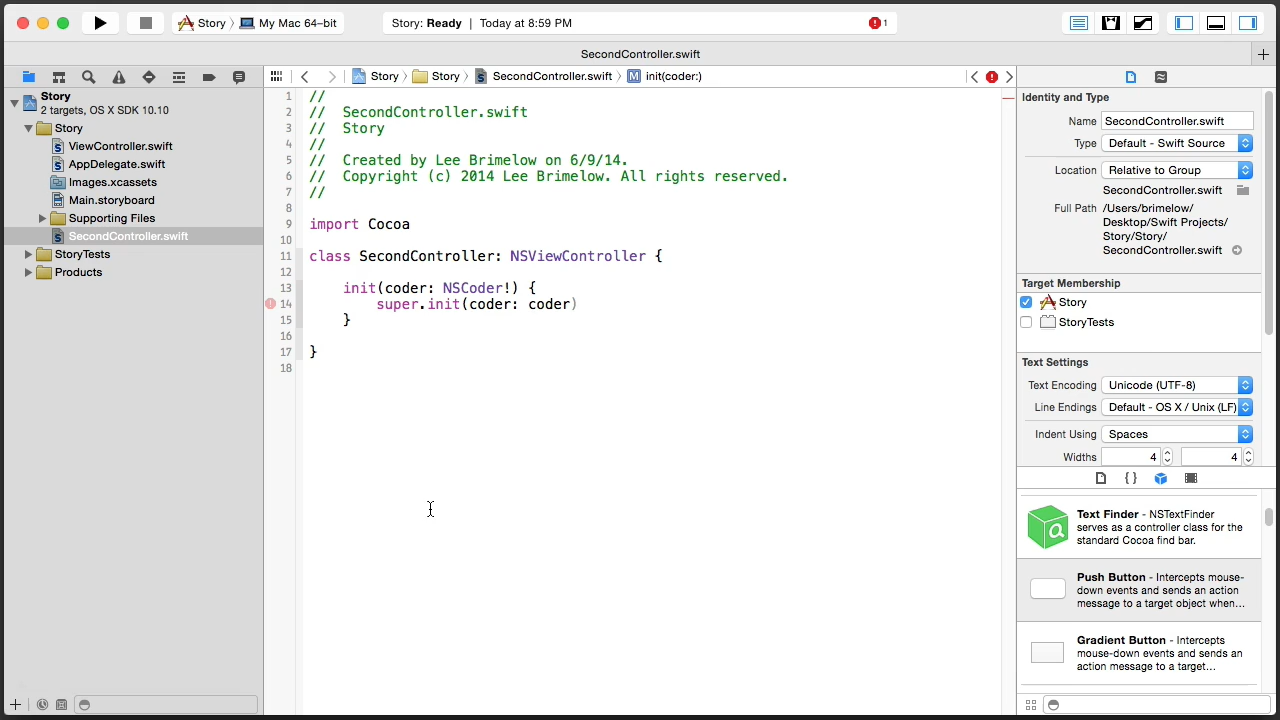 Story 〉 My Mac 64-bit
Story: Ready | Today at 8:59 PM
1
SecondController.swift
Story 〉 Story 〉 SecondController.swift 〉 M init(coder:)
Story
2 targets, OS X SDK 10.10
Story
ViewController.swift
AppDelegate.swift
Images.xcassets
Main.storyboard
Supporting Files
SecondController.swift
StoryTests
Products
1 //
2 //  SecondController.swift
3 //  Story
4 //
5 //  Created by Lee Brimelow on 6/9/14.
6 //  Copyright (c) 2014 Lee Brimelow. All rights reserved.
7 //
8
9 import Cocoa
10
11 class SecondController: NSViewController {
12
13     init(coder: NSCoder!) {
14         super.init(coder: coder)
15     }
16
17 }
18
Identity and Type
Name SecondController.swift
Type Default - Swift Source
Location Relative to Group
SecondController.swift
Full Path /Users/brimelow/
Desktop/Swift Projects/
Story/Story/
SecondController.swift
Target Membership
Story
StoryTests
Text Settings
Text Encoding Unicode (UTF-8)
Line Endings Default - OS X / Unix (LF)
Indent Using Spaces
Widths 4 4
{ }
Text Finder - NSTextFinder
serves as a controller class for the
standard Cocoa find bar.
Push Button - Intercepts mouse-
down events and sends an action
message to a target object when...
Gradient Button - Intercepts
mouse-down events and sends an
action message to a target...